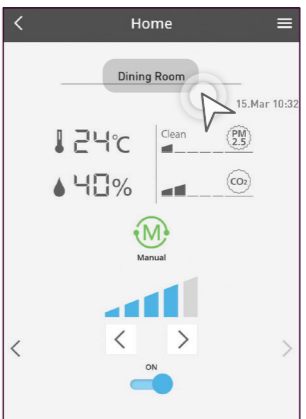 Home
Dining Room
15.Mar 10:32
24℃
Clean
PM
2.5
40%
CO₂
M
Manual
ON